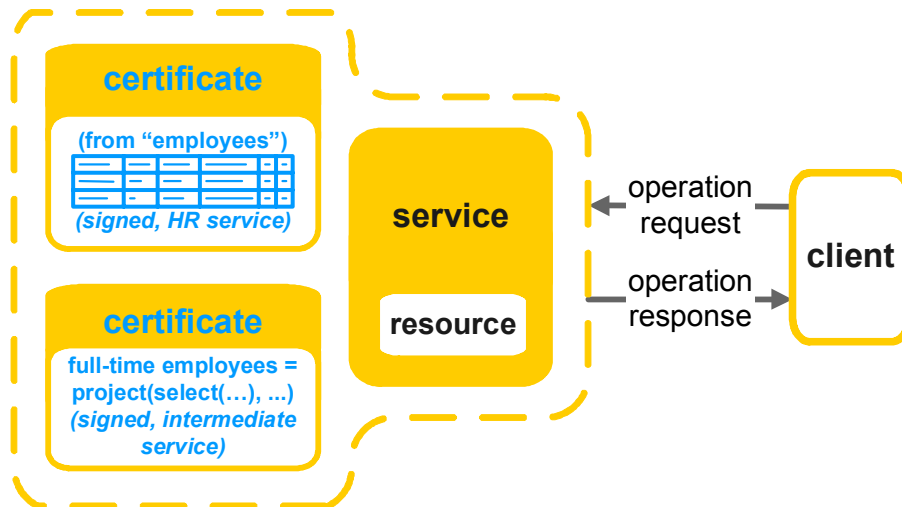 certificate
(from “employees”)
(signed, HR service)
certificate
full-time employees =
project(select(…), ...)
(signed, intermediate
service)
service
resource
operation
request
operation
response
client